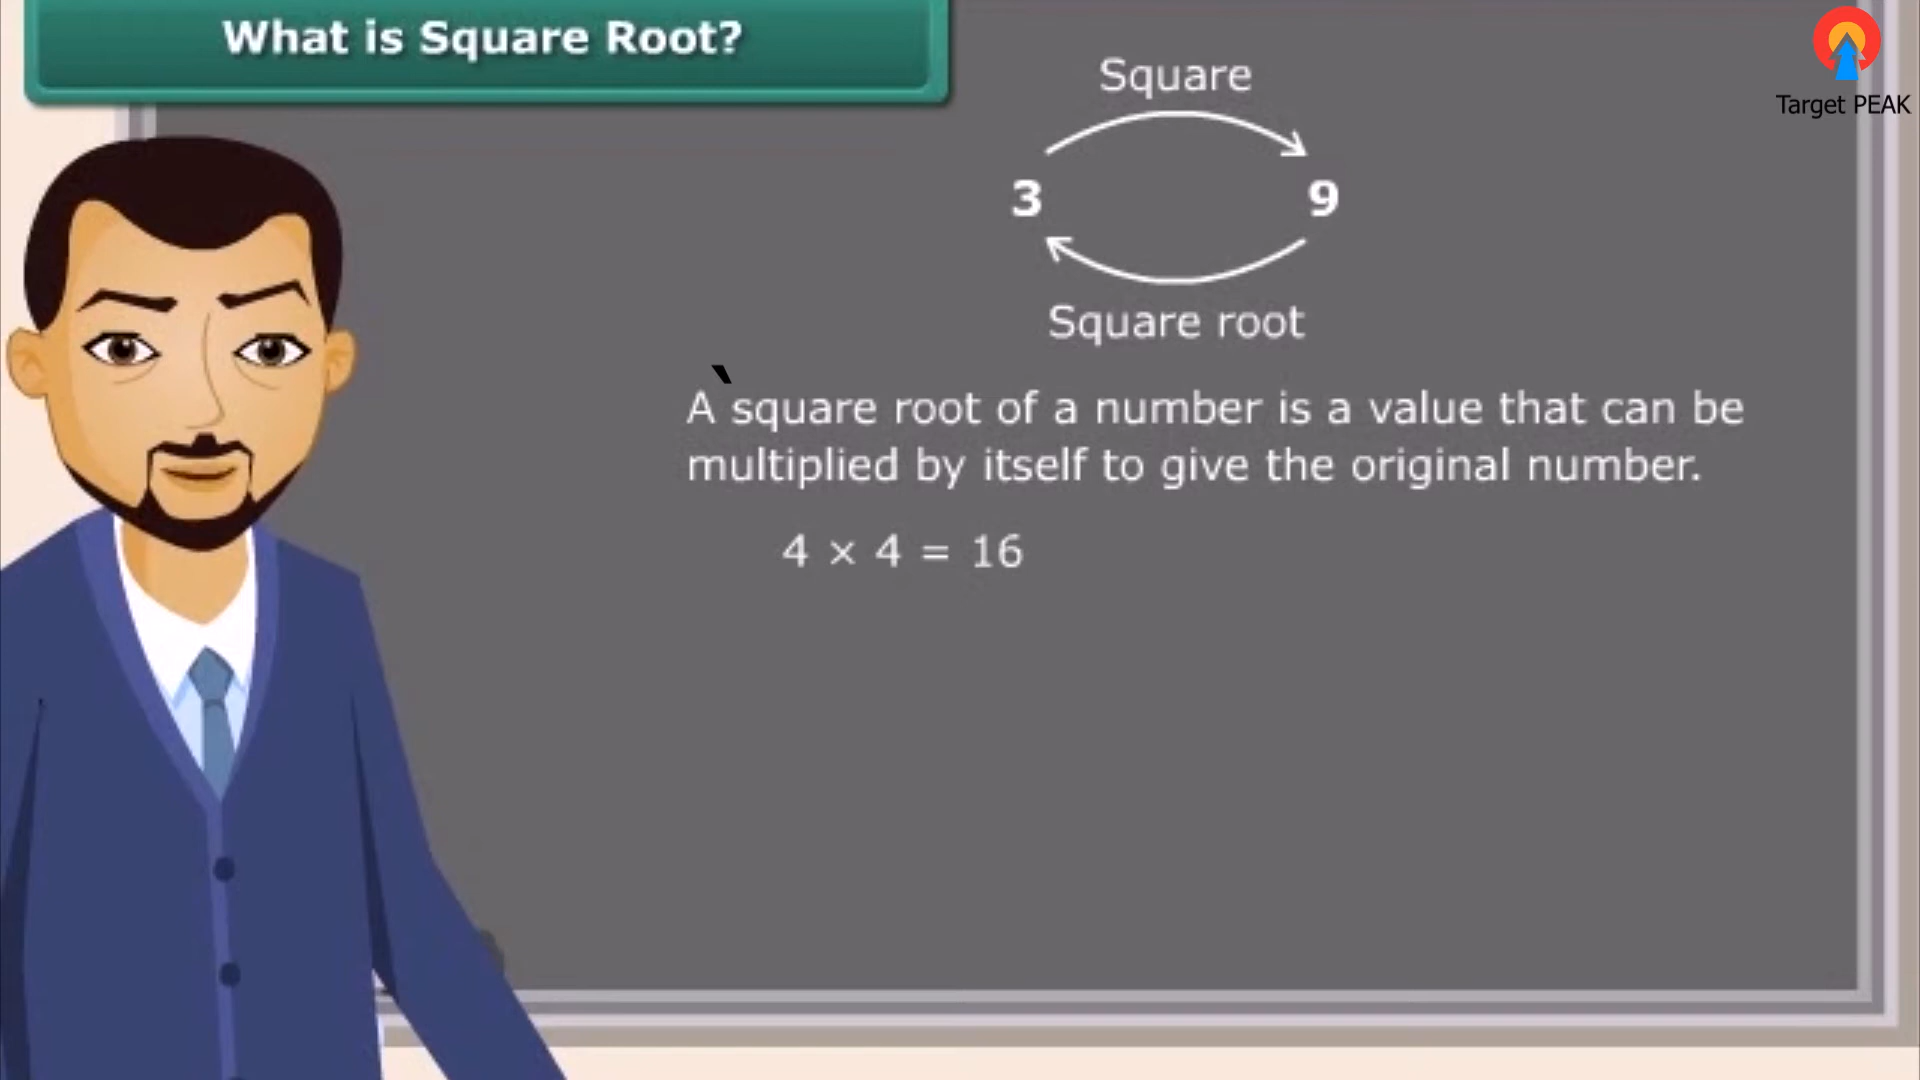 What is Square Root?
Target PEAK
Square
3 9
Square root
A square root of a number is a value that can be
multiplied by itself to give the original number.
4 × 4 = 16